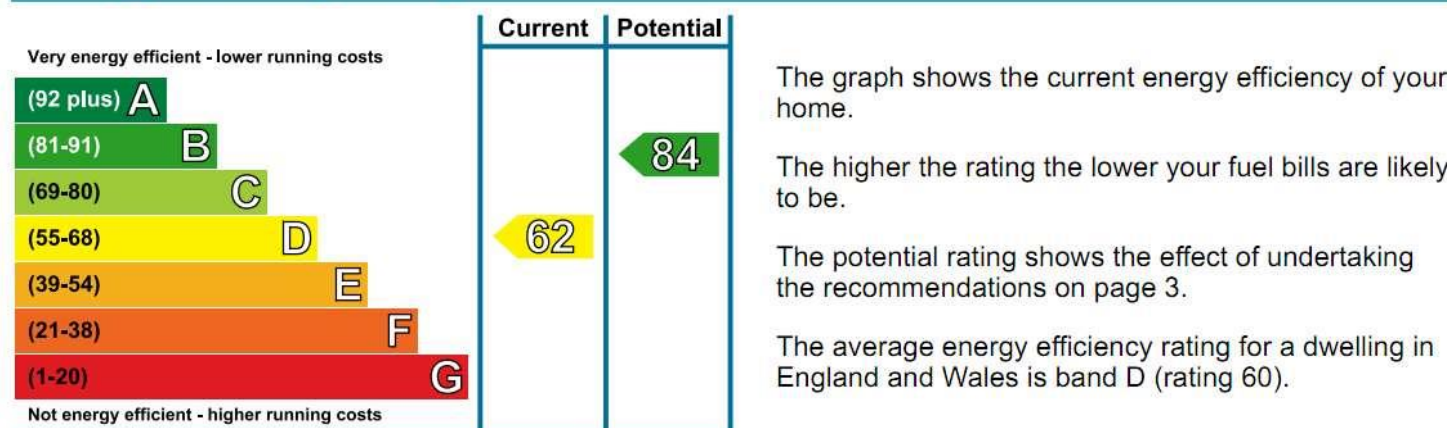 Current Potential
Very energy efficient - lower running costs
(92 plus) A
(81-91) B
84
(69-80) C
(55-68) D
62
(39-54) E
(21-38) F
(1-20) G
Not energy efficient - higher running costs
The graph shows the current energy efficiency of your
home.
The higher the rating the lower your fuel bills are likely
to be.
The potential rating shows the effect of undertaking
the recommendations on page 3.
The average energy efficiency rating for a dwelling in
England and Wales is band D (rating 60).